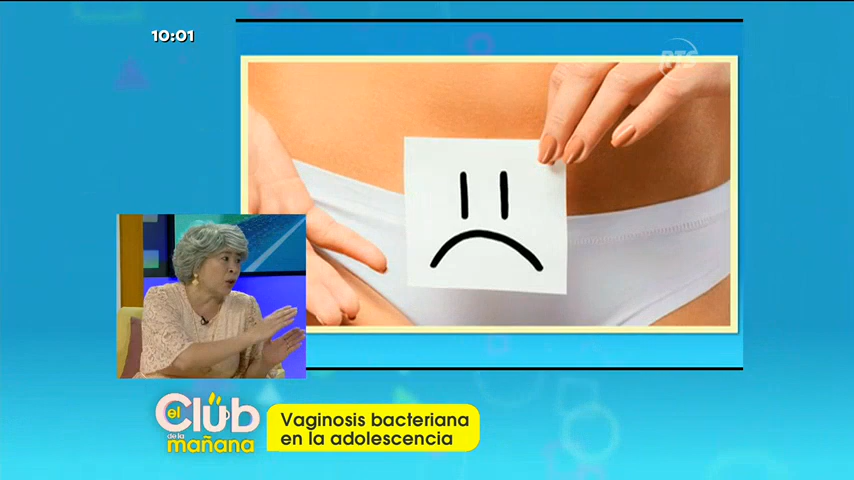 10:01
RTS
el Club
de la
mañana
Vaginosis bacteriana
en la adolescencia